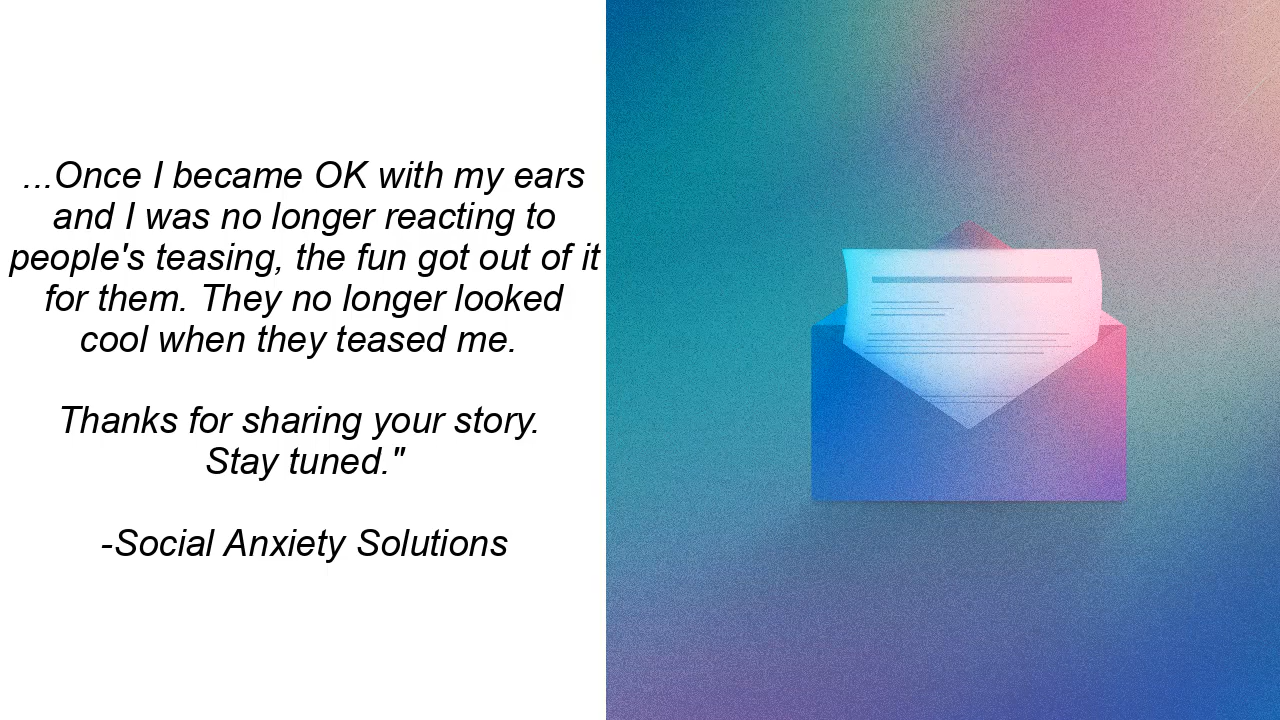 ...Once I became OK with my ears
and I was no longer reacting to
people's teasing, the fun got out of it
for them. They no longer looked
cool when they teased me.
Thanks for sharing your story.
Stay tuned."
-Social Anxiety Solutions